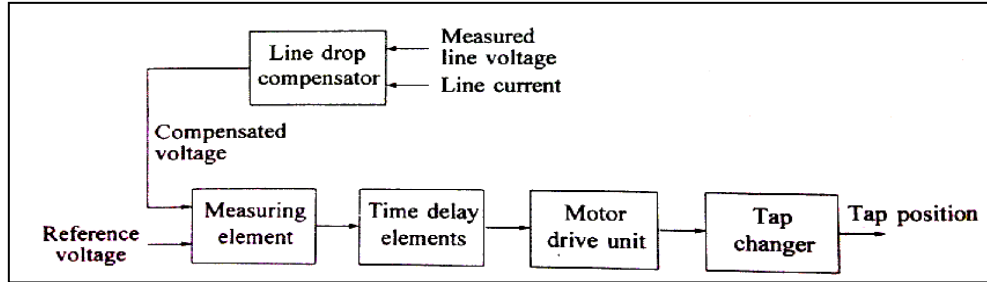 Line drop
compensator
Measured
line voltage
Line current
Compensated
voltage
Reference
voltage
Measuring
element
Time delay
elements
Motor
drive unit
Tap
changer
Tap position